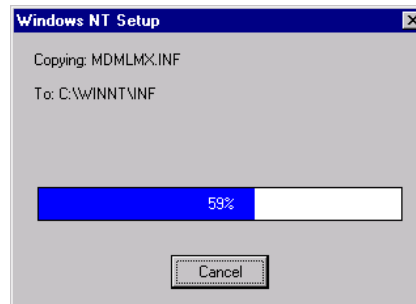 Windows NT Setup
Copying: MDMLMX.INF
To: C:\WINNT\INF
59%
Cancel